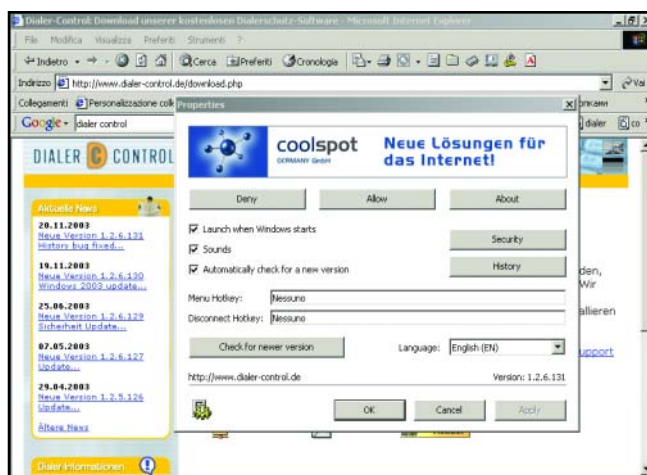 Dialer-Control: Download unserer kostenlosen Dialerschutz-Software - Microsoft Internet Explorer
File Modifica Visualizza Preferiti Strumenti ?
Indietro Cerca Preferiti Cronologia
Indirizzo http://www.dialer-control.de/download.php Vai
Collegamenti Personalizzazione coll
Google dialer control dialer co
Properties
coolspot
GERMANY GmbH
Neue Lösungen für
das Internet!
DIALER C CONTROL
Deny Allow About
Aktuelle News
20.11.2003
Neue Version 1.2.6.131
History bug fixed...
19.11.2003
Neue Version 1.2.6.130
Windows 2003 update...
25.06.2003
Neue Version 1.2.6.129
Sicherheit Update...
07.05.2003
Neue Version 1.2.6.127
Update...
29.04.2003
Neue Version 1.2.5.126
Update...
Ältere News
Dialer-Informationen
Launch when Windows starts
Sounds
Automatically check for a new version
Security
History
Menu Hotkey: Nessuno
Disconnect Hotkey: Nessuno
Check for newer version
Language: English (EN)
http://www.dialer-control.de Version: 1.2.6.131
OK Cancel Apply
den,
Wir
allieren
upport